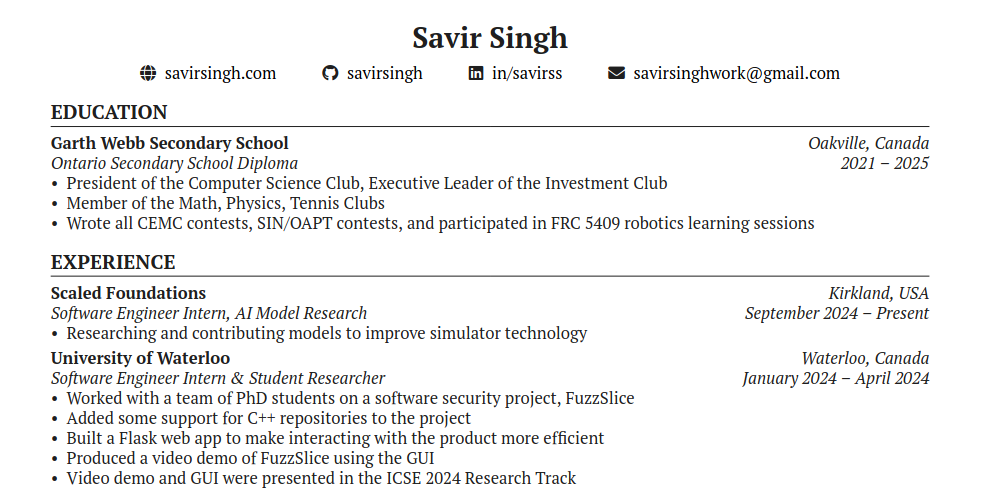 Savir Singh
savirsingh.com savirsingh in/savirss savirsinghwork@gmail.com
EDUCATION
Garth Webb Secondary School Oakville, Canada
Ontario Secondary School Diploma 2021 – 2025
• President of the Computer Science Club, Executive Leader of the Investment Club
• Member of the Math, Physics, Tennis Clubs
• Wrote all CEMC contests, SIN/OAPT contests, and participated in FRC 5409 robotics learning sessions
EXPERIENCE
Scaled Foundations Kirkland, USA
Software Engineer Intern, AI Model Research September 2024 – Present
• Researching and contributing models to improve simulator technology
University of Waterloo Waterloo, Canada
Software Engineer Intern & Student Researcher January 2024 – April 2024
• Worked with a team of PhD students on a software security project, FuzzSlice
• Added some support for C++ repositories to the project
• Built a Flask web app to make interacting with the product more efficient
• Produced a video demo of FuzzSlice using the GUI
• Video demo and GUI were presented in the ICSE 2024 Research Track